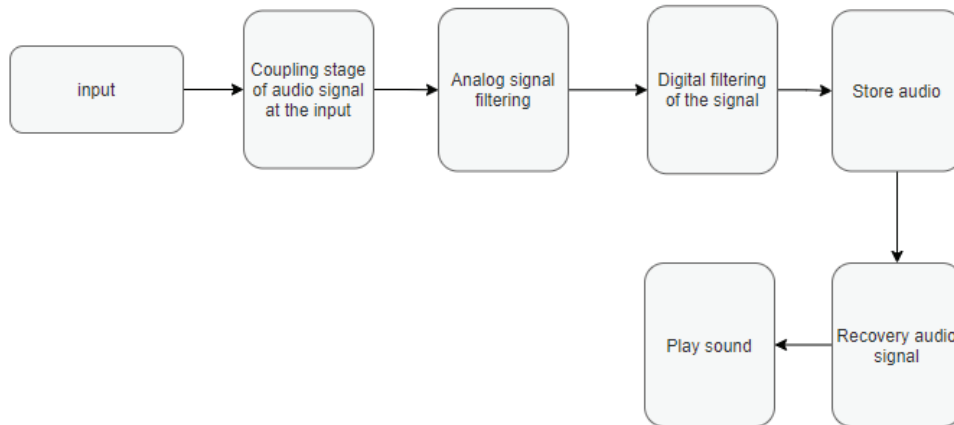 input
Coupling stage
of audio signal
at the input
Analog signal
filtering
Digital filtering
of the signal
Store audio
Play sound
Recovery audio
signal